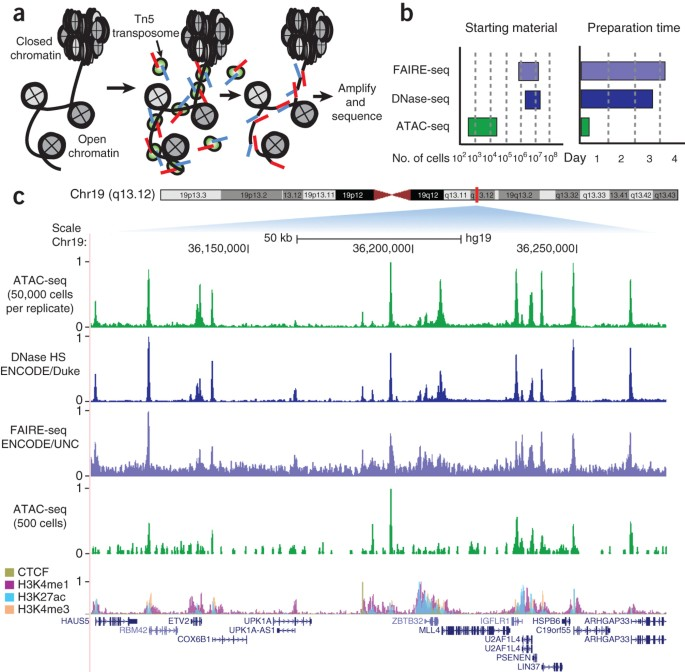 a
Tn5
transposome
Closed
chromatin
Open
chromatin
Amplify
and
sequence
b
Starting material
Preparation time
FAIRE-seq
DNase-seq
ATAC-seq
No. of cells
10² 10³ 10⁴ 10⁵ 10⁶ 10⁷ 10⁸
Day 1 2 3 4
c
Chr19 (q13.12)
19p13.3 19p13.2 13.12 19p13.11 19p12 19q12 q13.11 q13.12 19q13.2 q13.32 q13.33 13.41 q13.42 q13.43
Scale
Chr19:
50 kb hg19
36,150,000 36,200,000 36,250,000
ATAC-seq
(50,000 cells
per replicate)
1
0
DNase HS
ENCODE/Duke
1
0
FAIRE-seq
ENCODE/UNC
1
0
ATAC-seq
(500 cells)
1
0
CTCF
H3K4me1
H3K27ac
H3K4me3
1
0
HAUS5 ETV2 UPK1A ZBTB32 IGFLR1 HSPB6 ARHGAP33
RBM42 UPK1A-AS1 MLL4 C19orf55
COX6B1 U2AF1L4 ARHGAP33
U2AF1L4
PSENEN
LIN37